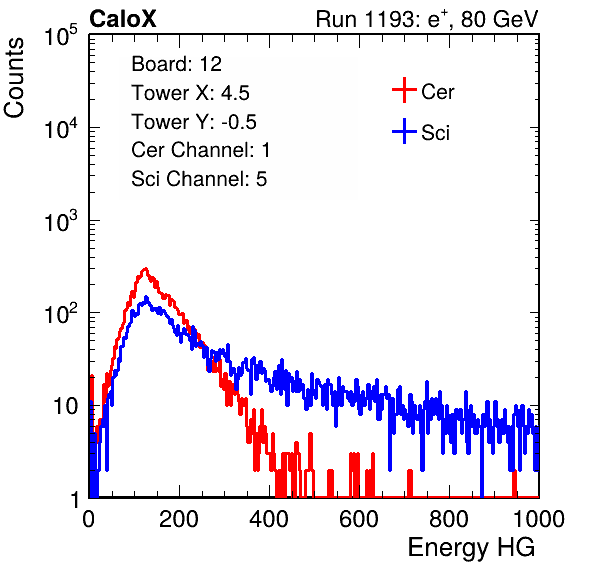 CaloX Run 1193: e⁺, 80 GeV
Counts
10⁵
10⁴
10³
10²
10
1
Board: 12
Tower X: 4.5
Tower Y: -0.5
Cer Channel: 1
Sci Channel: 5
Cer
Sci
0 200 400 600 800 1000
Energy HG